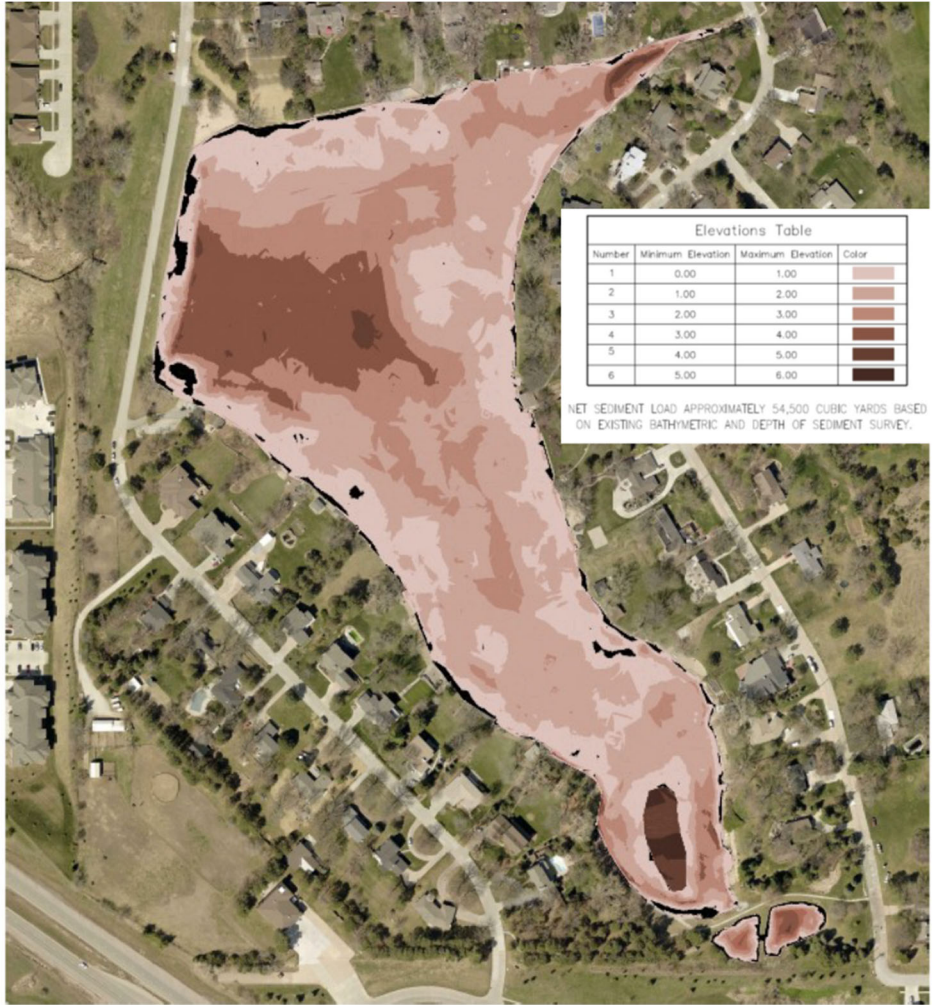 Elevations Table
Number Minimum Elevation Maximum Elevation Color
1 0.00 1.00
2 1.00 2.00
3 2.00 3.00
4 3.00 4.00
5 4.00 5.00
6 5.00 6.00
NET SEDIMENT LOAD APPROXIMATELY 54,500 CUBIC YARDS BASED
ON EXISTING BATHYMETRIC AND DEPTH OF SEDIMENT SURVEY.